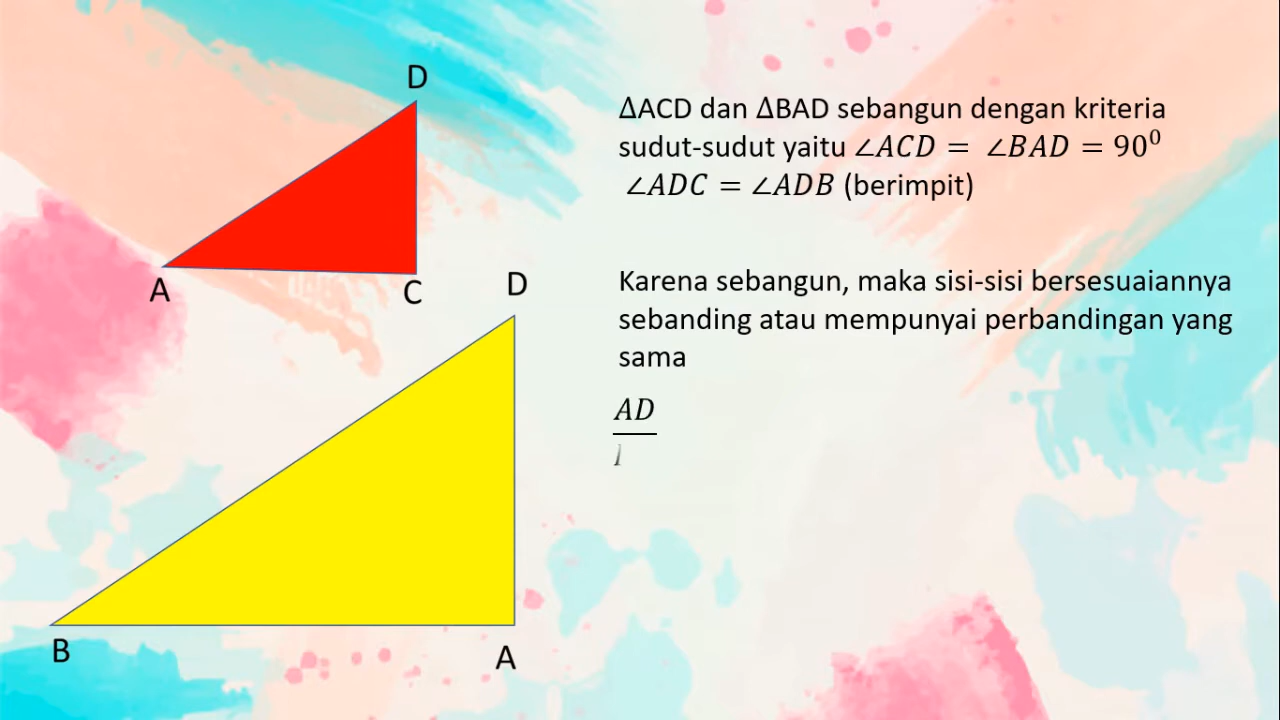 D
A
C
D
B
A
ΔACD dan ΔBAD sebangun dengan kriteria
sudut-sudut yaitu ∠ACD = ∠BAD = 90⁰
∠ADC = ∠ADB (berimpit)
Karena sebangun, maka sisi-sisi bersesuaiannya
sebanding atau mempunyai perbandingan yang
sama
AD